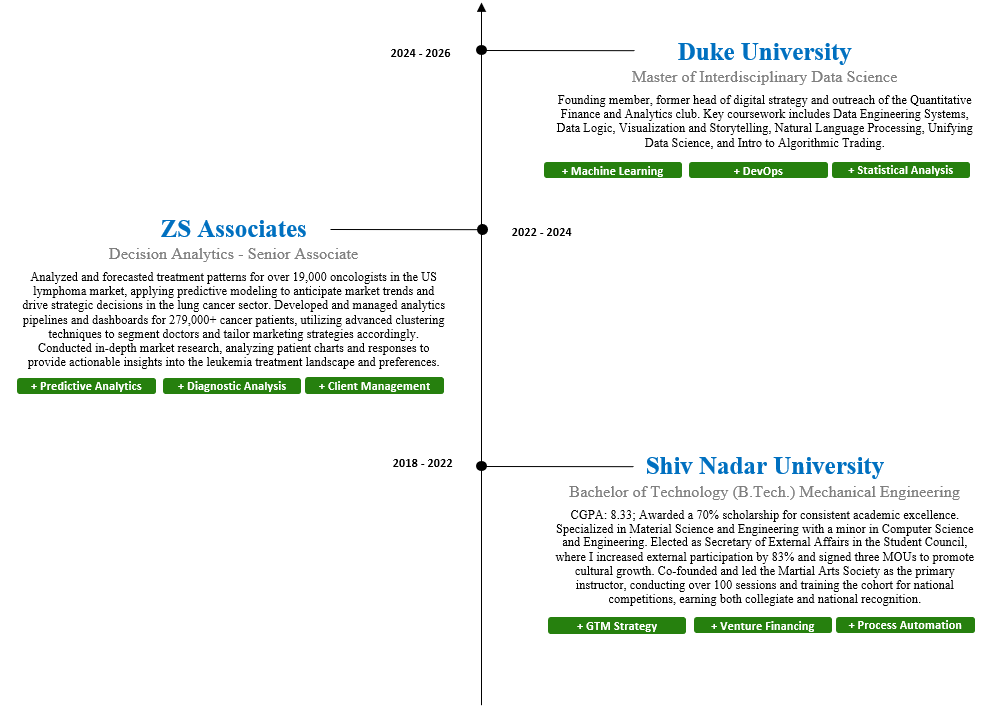 2024 - 2026
Duke University
Master of Interdisciplinary Data Science
Founding member, former head of digital strategy and outreach of the Quantitative
Finance and Analytics club. Key coursework includes Data Engineering Systems,
Data Logic, Visualization and Storytelling, Natural Language Processing, Unifying
Data Science, and Intro to Algorithmic Trading.
+ Machine Learning
+ DevOps
+ Statistical Analysis
ZS Associates
2022 - 2024
Decision Analytics - Senior Associate
Analyzed and forecasted treatment patterns for over 19,000 oncologists in the US
lymphoma market, applying predictive modeling to anticipate market trends and
drive strategic decisions in the lung cancer sector. Developed and managed analytics
pipelines and dashboards for 279,000+ cancer patients, utilizing advanced clustering
techniques to segment doctors and tailor marketing strategies accordingly.
Conducted in-depth market research, analyzing patient charts and responses to
provide actionable insights into the leukemia treatment landscape and preferences.
+ Predictive Analytics
+ Diagnostic Analysis
+ Client Management
2018 - 2022
Shiv Nadar University
Bachelor of Technology (B.Tech.) Mechanical Engineering
CGPA: 8.33; Awarded a 70% scholarship for consistent academic excellence.
Specialized in Material Science and Engineering with a minor in Computer Science
and Engineering. Elected as Secretary of External Affairs in the Student Council,
where I increased external participation by 83% and signed three MOUs to promote
cultural growth. Co-founded and led the Martial Arts Society as the primary
instructor, conducting over 100 sessions and training the cohort for national
competitions, earning both collegiate and national recognition.
+ GTM Strategy
+ Venture Financing
+ Process Automation